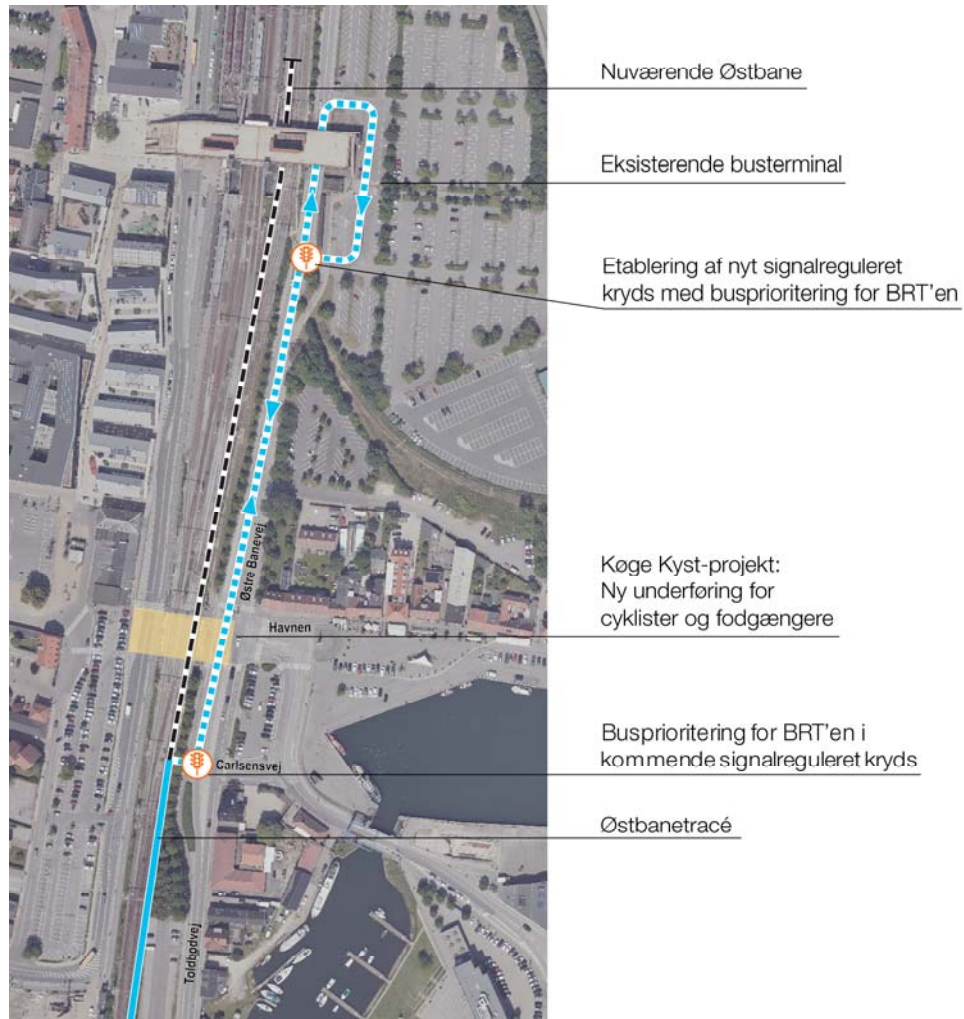 Nuværende Østbane
Eksisterende busterminal
Etablering af nyt signalreguleret
kryds med busprioritering for BRT'en
Østre Banevej
Køge Kyst-projekt:
Ny underføring for
cyklister og fodgængere
Havnen
Busprioritering for BRT'en i
kommende signalreguleret kryds
Carlsensvej
Østbanetracé
Toldbodvej